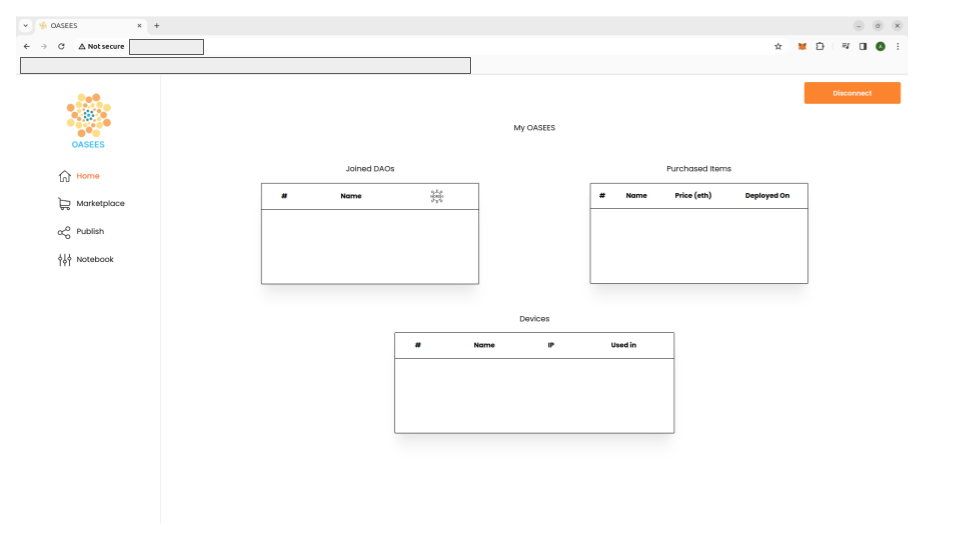 OASEES
Not secure
Disconnect
OASEES
My OASEES
Home
Marketplace
Publish
Notebook
Joined DAOs
# Name
Purchased Items
# Name Price (eth) Deployed On
Devices
# Name IP Used in